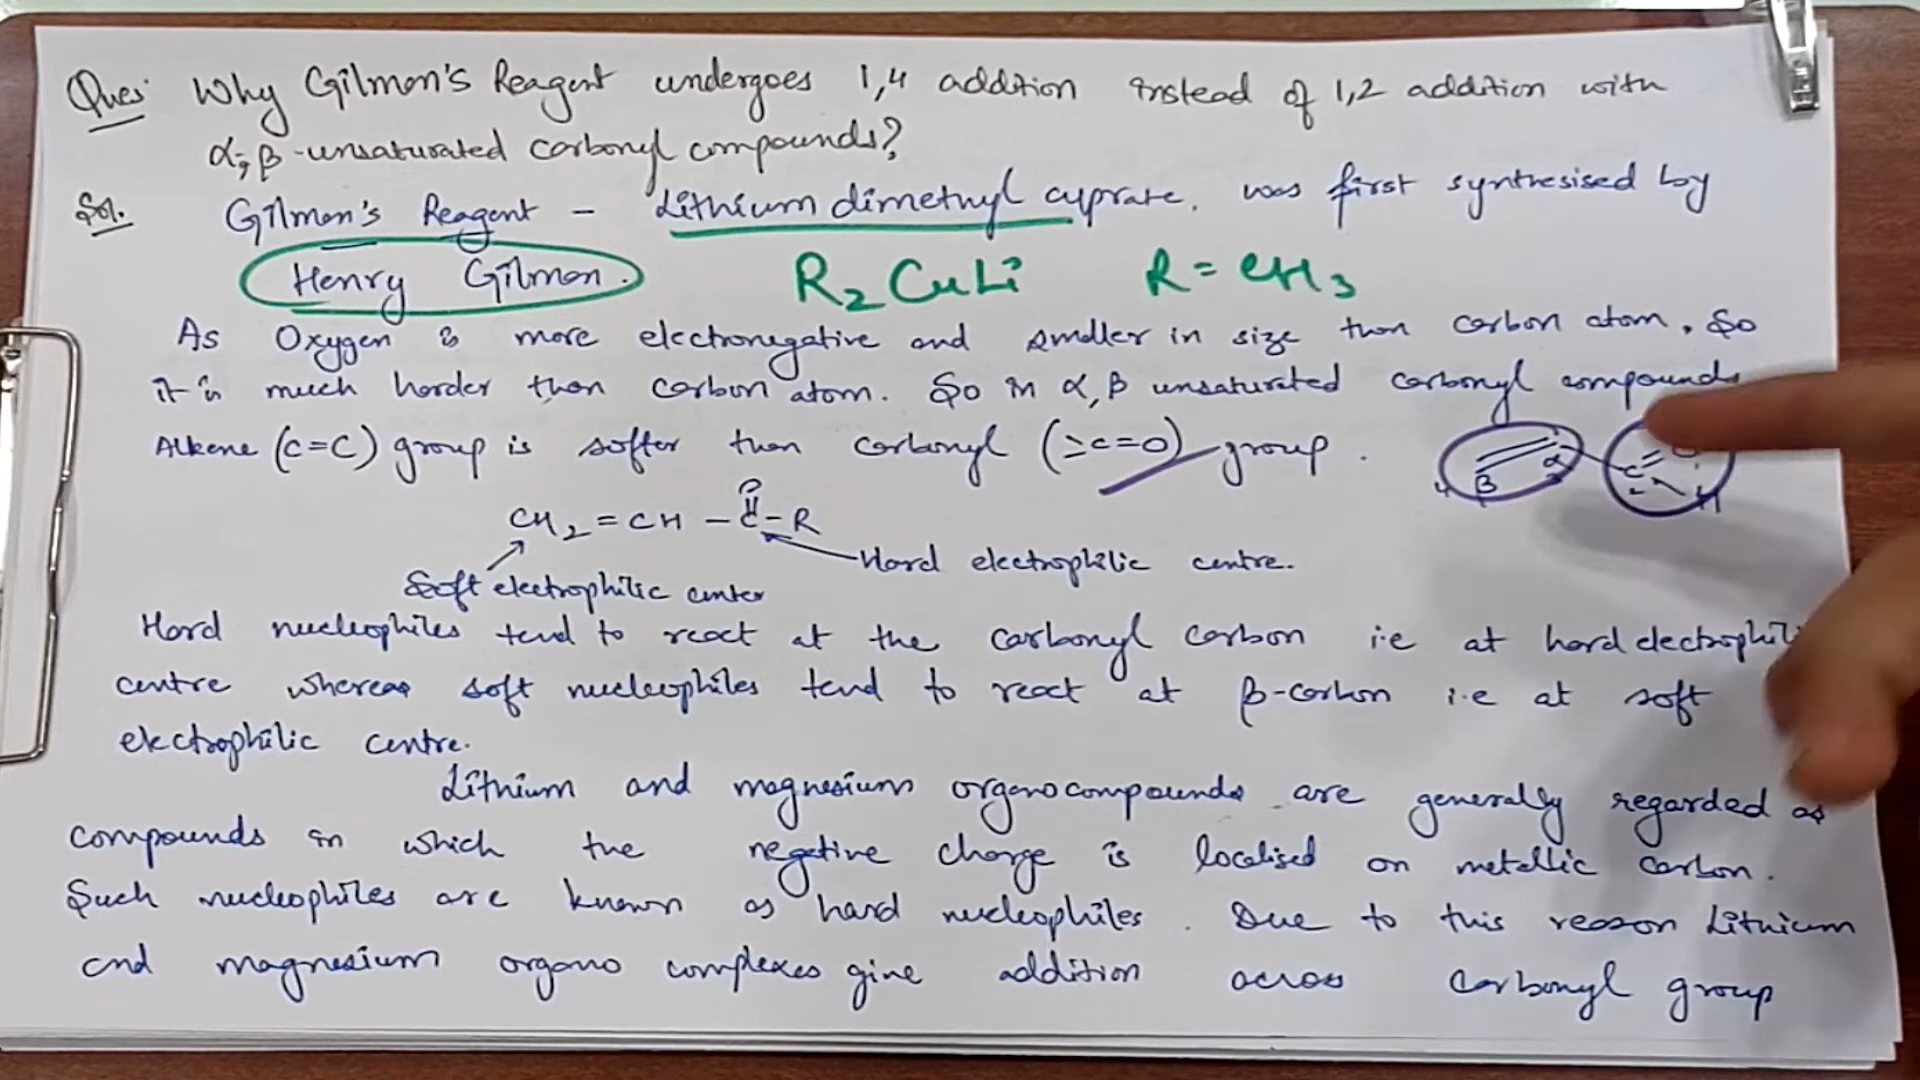 Ques: Why Gilman's Reagent undergoes 1,4 addition instead of 1,2 addition with
α,β-unsaturated carbonyl compounds?
Sol. Gilman's Reagent - Lithium dimethyl cuprate. was first synthesised by
Henry Gilman. R2CuLi R = CH3
As Oxygen is more electronegative and smaller in size than carbon atom. So
it is much harder than carbon atom. So in α,β unsaturated carbonyl compounds
Alkene (C=C) group is softer than carbonyl (>C=O) group.
β α C
CH2 = CH - C - R
O
Hard electrophilic centre.
Soft electrophilic center
Hard nucleophiles tend to react at the carbonyl carbon i.e at hard
centre whereas soft nucleophiles tend to react at β-carbon i.e at soft
electrophilic centre.
Lithium and magnesium organocompounds are generally regarded as
compounds in which the negative charge is localised on metallic carbon.
Such nucleophiles are known as hard nucleophiles. Due to this reason Lithium
and magnesium organo complexes give addition across carbonyl group